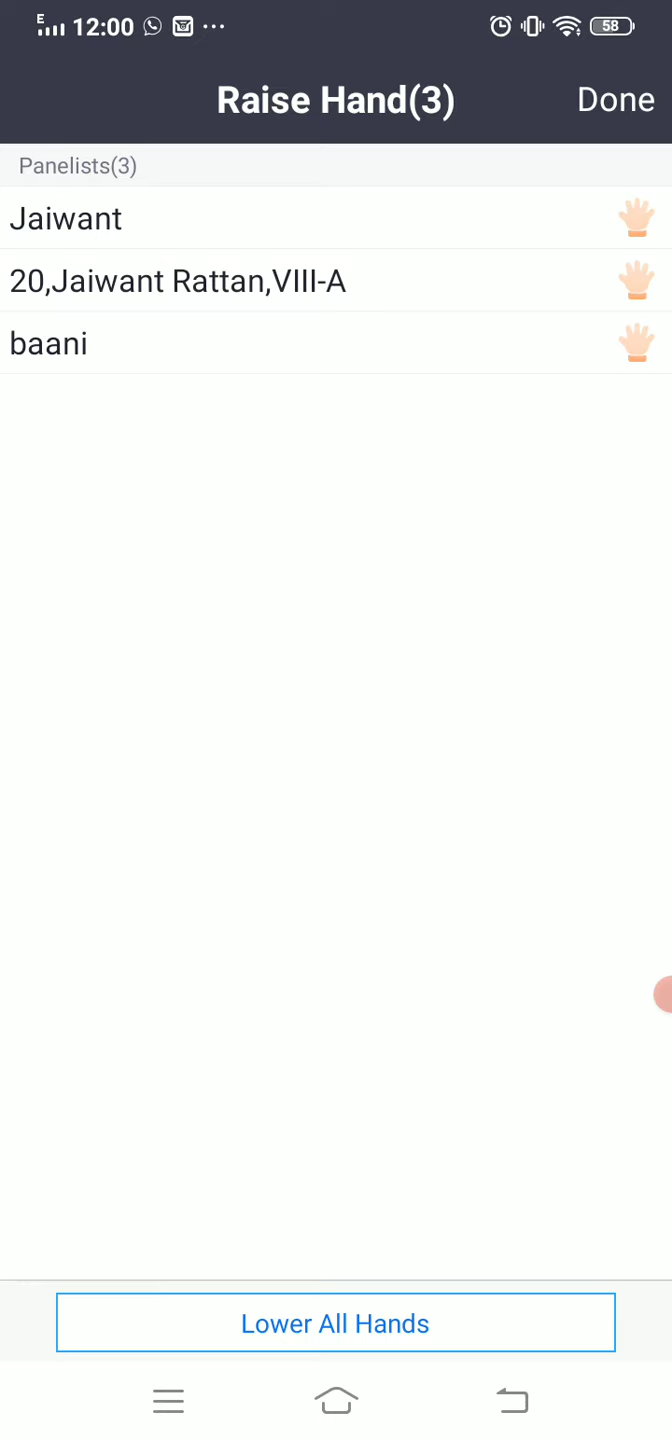 E
12:00
58
Raise Hand(3)
Done
Panelists(3)
Jaiwant
20,Jaiwant Rattan,VIII-A
baani
Lower All Hands